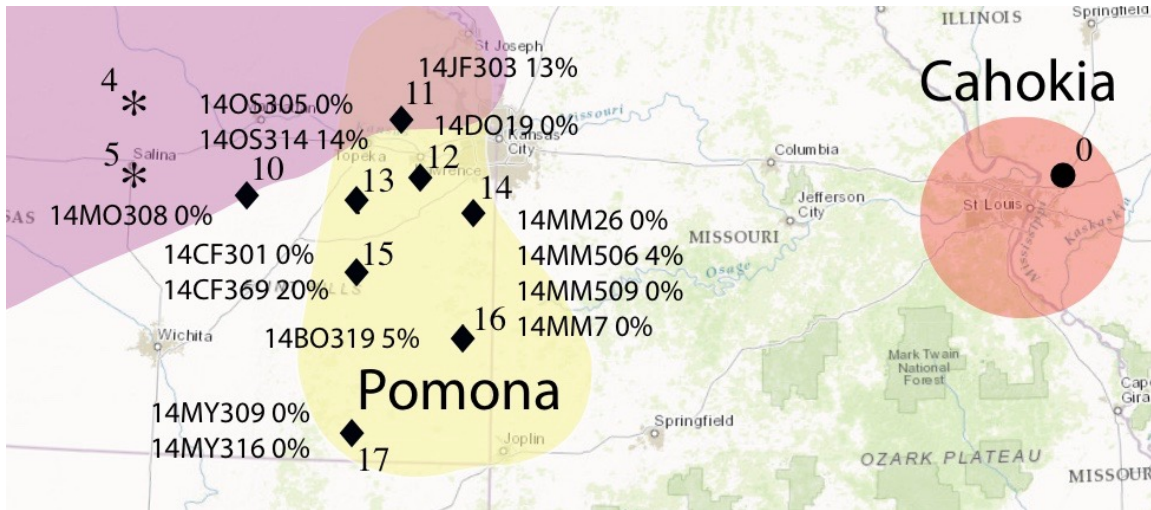 ILLINOIS
Springfield
St Joseph
14JF303 13%
Cahokia
4
11
14OS305 0%
Missouri
14DO19 0%
Kansas
City
14OS314 14%
Topeka
Columbia
0
5
Salina
10
12
13
14
Jefferson
City
St Louis
Mississippi
Kaskaskia
14MO308 0%
14MM26 0%
MISSOURI
14CF301 0%
15
14MM506 4%
Osage
14CF369 20%
14MM509 0%
16
14MM7 0%
Wichita
14BO319 5%
Mark Twain
National
Forest
Pomona
14MY309 0%
14MY316 0%
17
Joplin
Springfield
OZARK PLATEAU